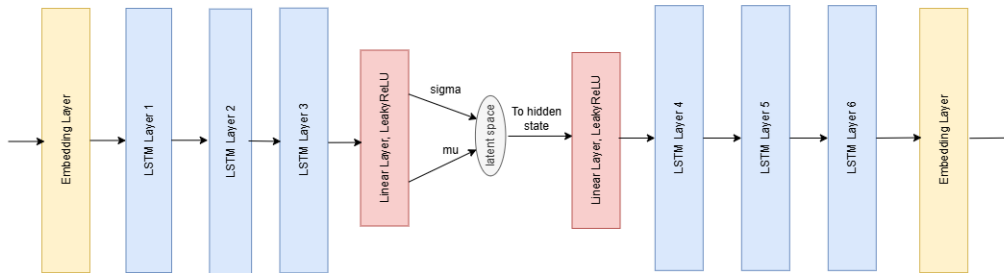 Embedding Layer
LSTM Layer 1
LSTM Layer 2
LSTM Layer 3
Linear Layer, LeakyReLU
sigma
mu
latent space
To hidden
state
Linear Layer, LeakyReLU
LSTM Layer 4
LSTM Layer 5
LSTM Layer 6
Embedding Layer